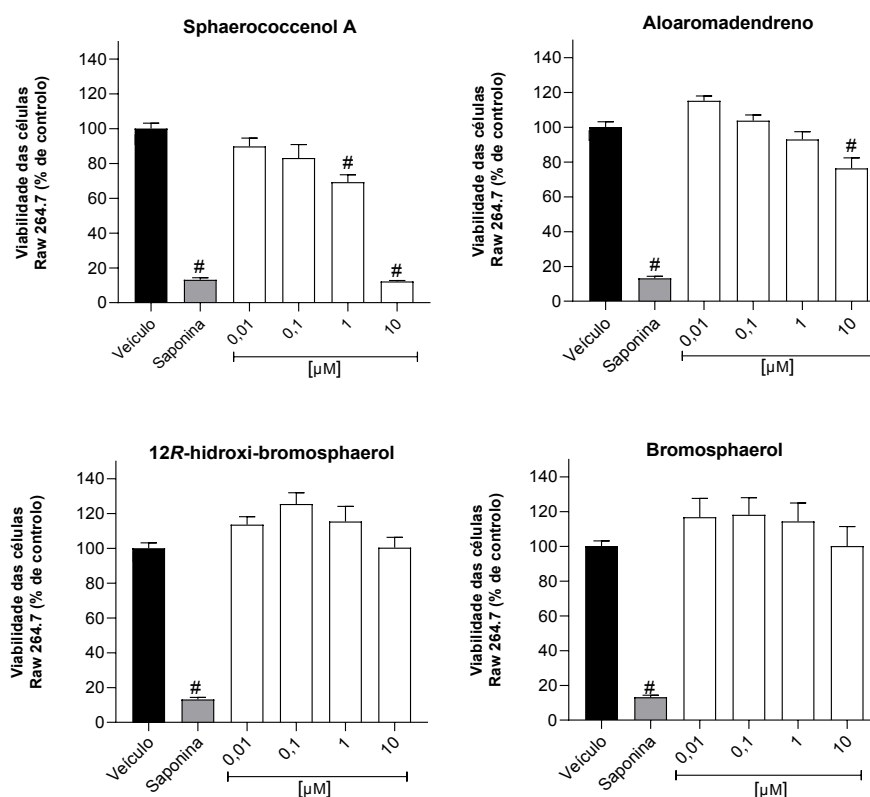 Sphaerococcenol A
Viabilidade das células
Raw 264.7 (% de controlo)
140
120
100
80
60
40
20
0
#
#
#
Veículo
Saponina
0,01
0,1
1
10
[µM]
Aloaromadendreno
Viabilidade das células
Raw 264.7 (% de controlo)
140
120
100
80
60
40
20
0
#
#
Veículo
Saponina
0,01
0,1
1
10
[µM]
12R-hidroxi-bromosphaerol
Viabilidade das células
Raw 264.7 (% de controlo)
140
120
100
80
60
40
20
0
#
Veículo
Saponina
0,01
0,1
1
10
[µM]
Bromosphaerol
Viabilidade das células
Raw 264.7 (% de controlo)
140
120
100
80
60
40
20
0
#
Veículo
Saponina
0,01
0,1
1
10
[µM]